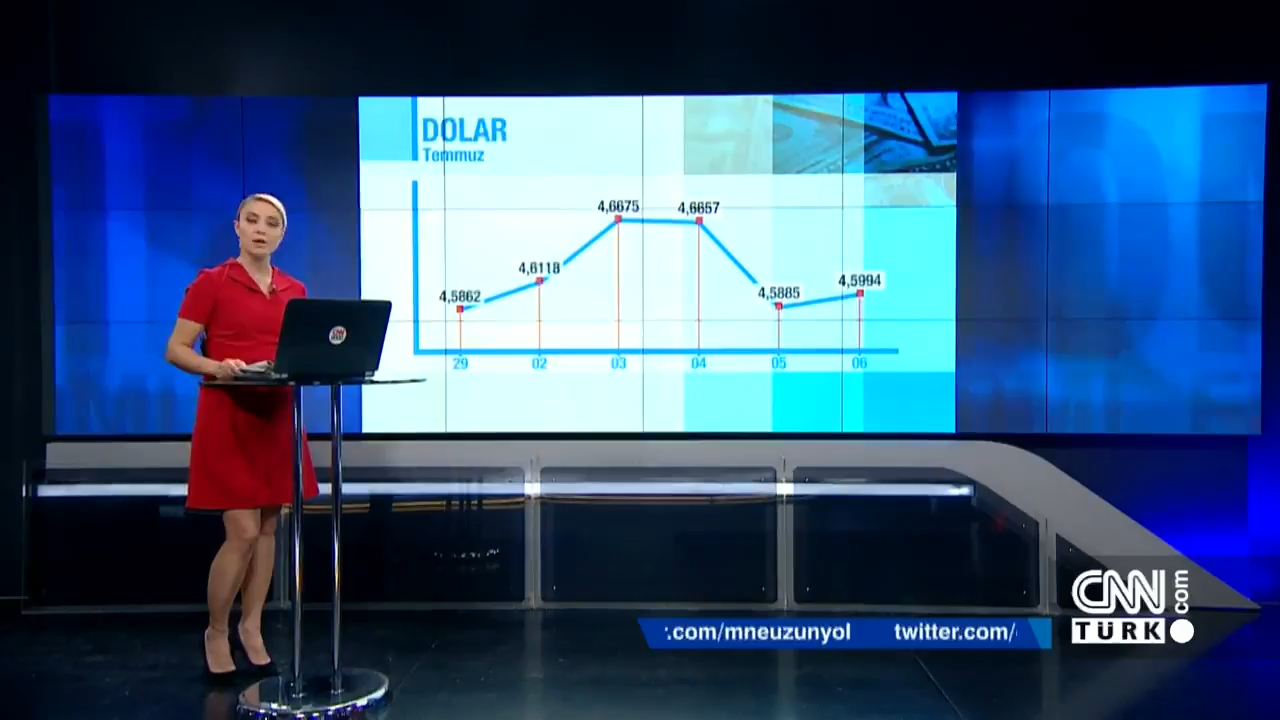 DOLAR
Temmuz
4,6675
4,6657
4,6118
4,5862
4,5885
4,5994
29 02 03 04 05 06
CNN
.com/mneuzunyol twitter.com/
CNN.com
TÜRK